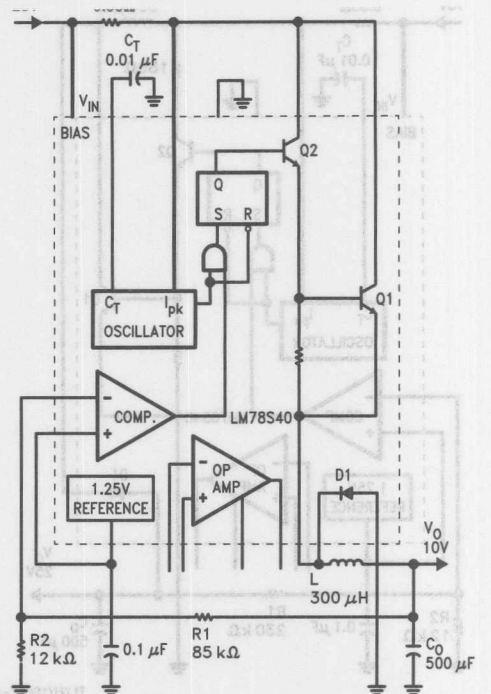 C_T
0.01 μF
V_IN
BIAS
Q2
Q
S R
C_T I_pk
OSCILLATOR
Q1
COMP.
LM78S40
OP
AMP
1.25V
REFERENCE
D1
V_O
10V
L
300 μH
R2
12 kΩ
0.1 μF
R1
85 kΩ
C_O
500 μF